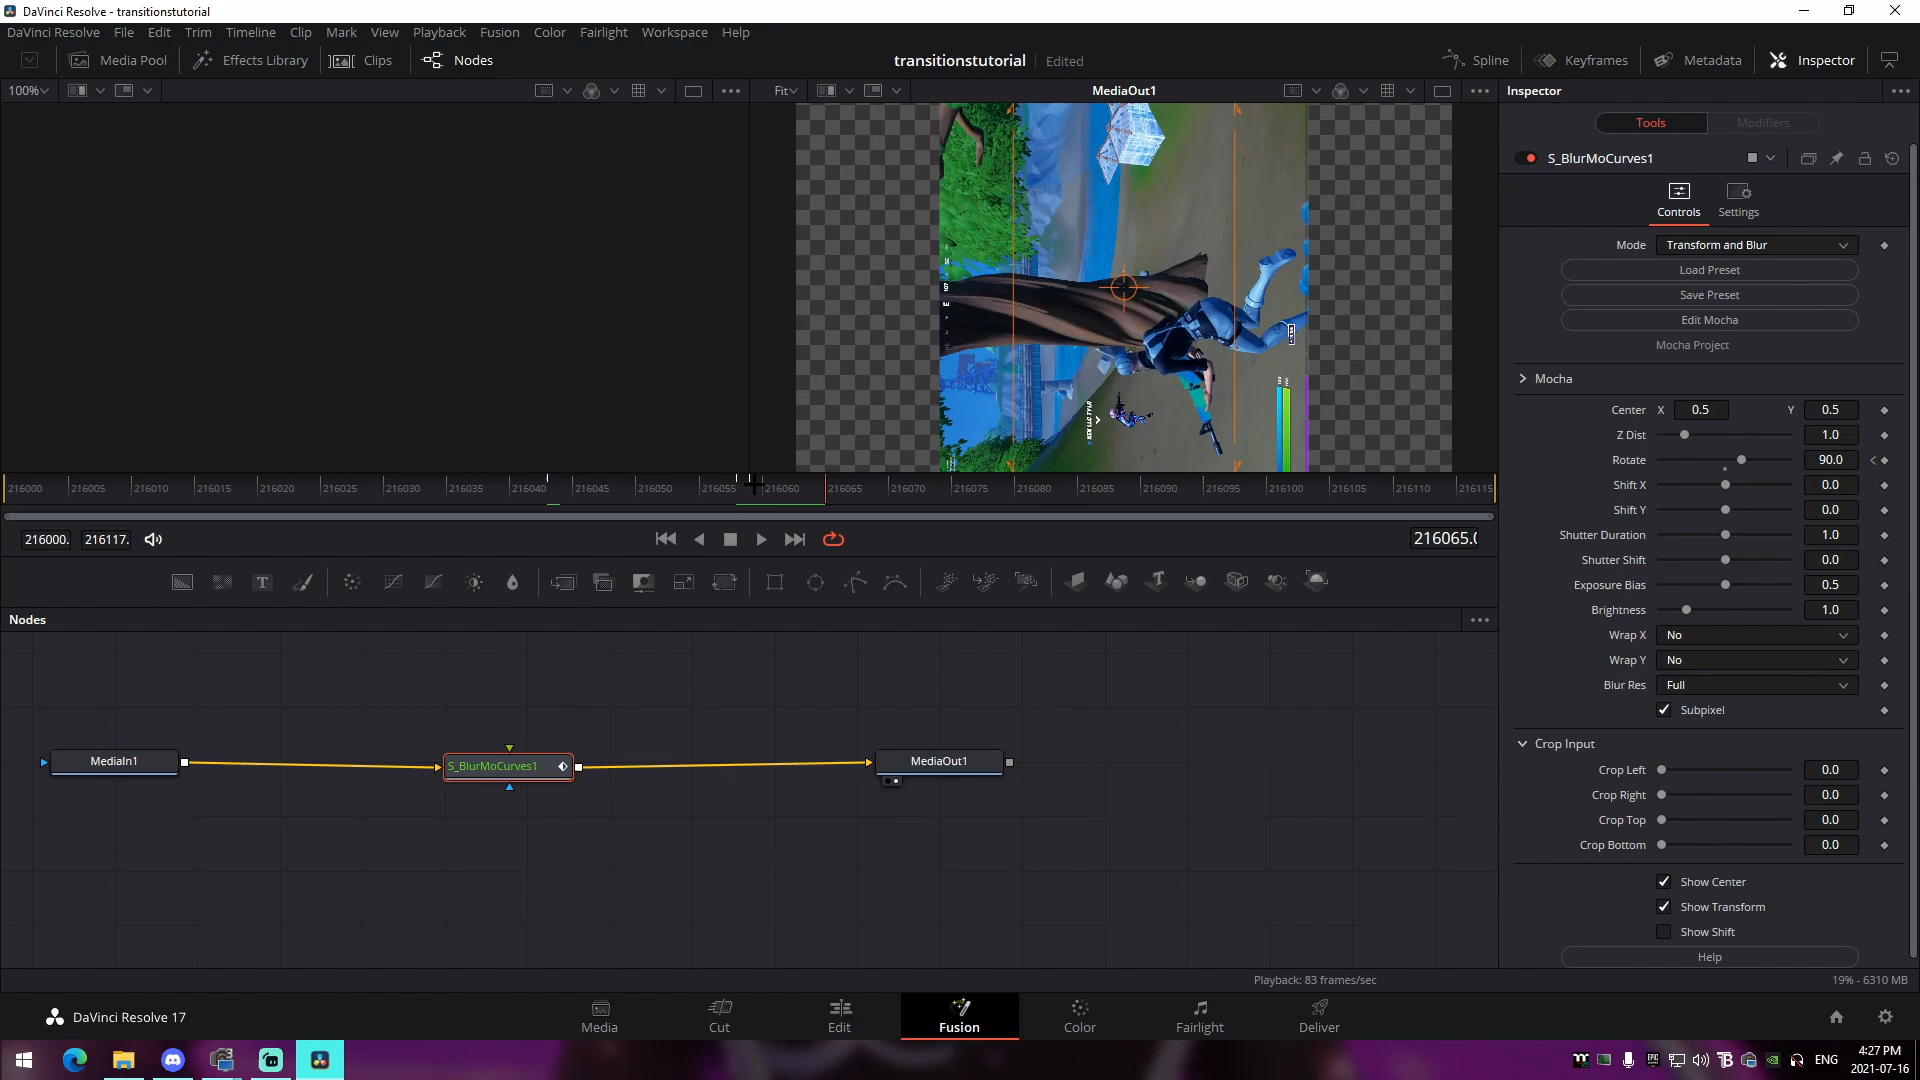 DaVinci Resolve - transitionstutorial
DaVinci Resolve File Edit Trim Timeline Clip Mark View Playback Fusion Color Fairlight Workspace Help
Media Pool Effects Library Clips Nodes transitionstutorial Edited Spline Keyframes Metadata Inspector
100% Fit MediaOut1 Inspector
Tools Modifiers
S_BlurMoCurves1
Controls Settings
Mode Transform and Blur
Load Preset
Save Preset
Edit Mocha
Mocha Project
Mocha
Center X 0.5 Y 0.5
Z Dist 1.0
Rotate 90.0
Shift X 0.0
Shift Y 0.0
Shutter Duration 1.0
Shutter Shift 0.0
Exposure Bias 0.5
Brightness 1.0
Wrap X No
Wrap Y No
Blur Res Full
Subpixel
Crop Input
Crop Left 0.0
Crop Right 0.0
Crop Top 0.0
Crop Bottom 0.0
Show Center
Show Transform
Show Shift
Help
216000 216005 216010 216015 216020 216025 216030 216035 216040 216045 216050 216055 216060 216065 216070 216075 216080 216085 216090 216095 216100 216105 216110 216115
216000. 216117. 216065.0
T T
Nodes
MediaIn1 S_BlurMoCurves1 MediaOut1
Playback: 83 frames/sec 19% - 6310 MB
DaVinci Resolve 17 Media Cut Edit Fusion Color Fairlight Deliver
ENG 4:27 PM
2021-07-16